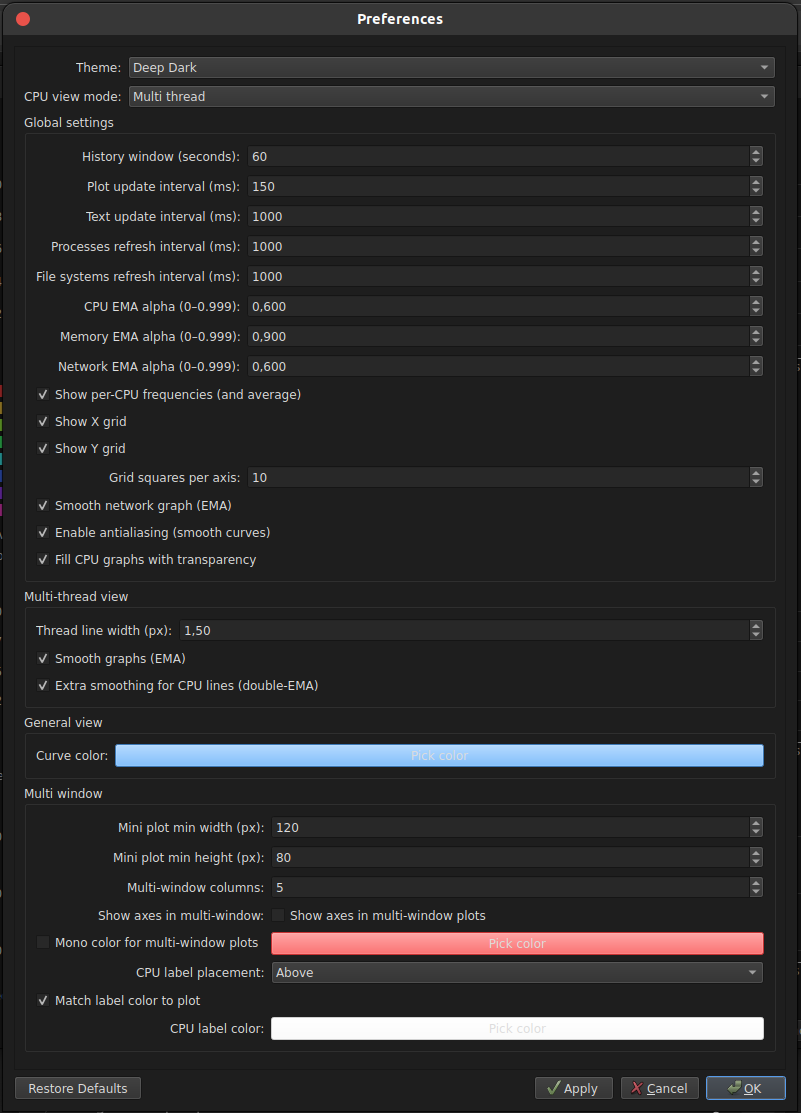 Preferences
Theme: Deep Dark
CPU view mode: Multi thread
Global settings
History window (seconds): 60
Plot update interval (ms): 150
Text update interval (ms): 1000
Processes refresh interval (ms): 1000
File systems refresh interval (ms): 1000
CPU EMA alpha (0–0.999): 0,600
Memory EMA alpha (0–0.999): 0,900
Network EMA alpha (0–0.999): 0,600
Show per-CPU frequencies (and average)
Show X grid
Show Y grid
Grid squares per axis: 10
Smooth network graph (EMA)
Enable antialiasing (smooth curves)
Fill CPU graphs with transparency
Multi-thread view
Thread line width (px): 1,50
Smooth graphs (EMA)
Extra smoothing for CPU lines (double-EMA)
General view
Curve color: Pick color
Multi window
Mini plot min width (px): 120
Mini plot min height (px): 80
Multi-window columns: 5
Show axes in multi-window: Show axes in multi-window plots
Mono color for multi-window plots Pick color
CPU label placement: Above
Match label color to plot
CPU label color: Pick color
Restore Defaults Apply Cancel OK